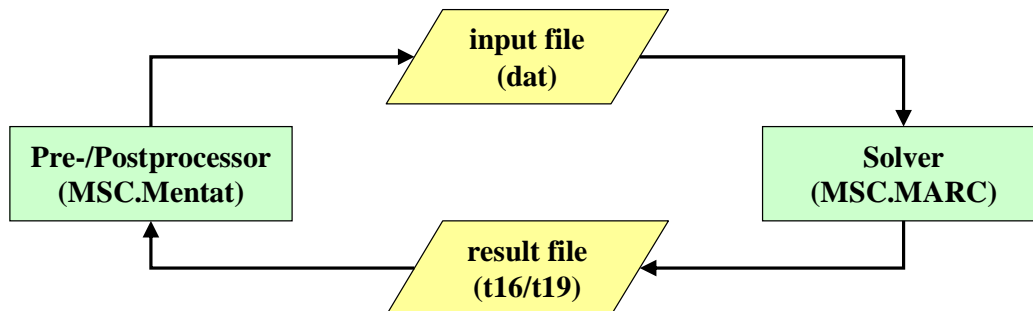 input file
(dat)
Pre-/Postprocessor
(MSC.Mentat)
Solver
(MSC.MARC)
result file
(t16/t19)